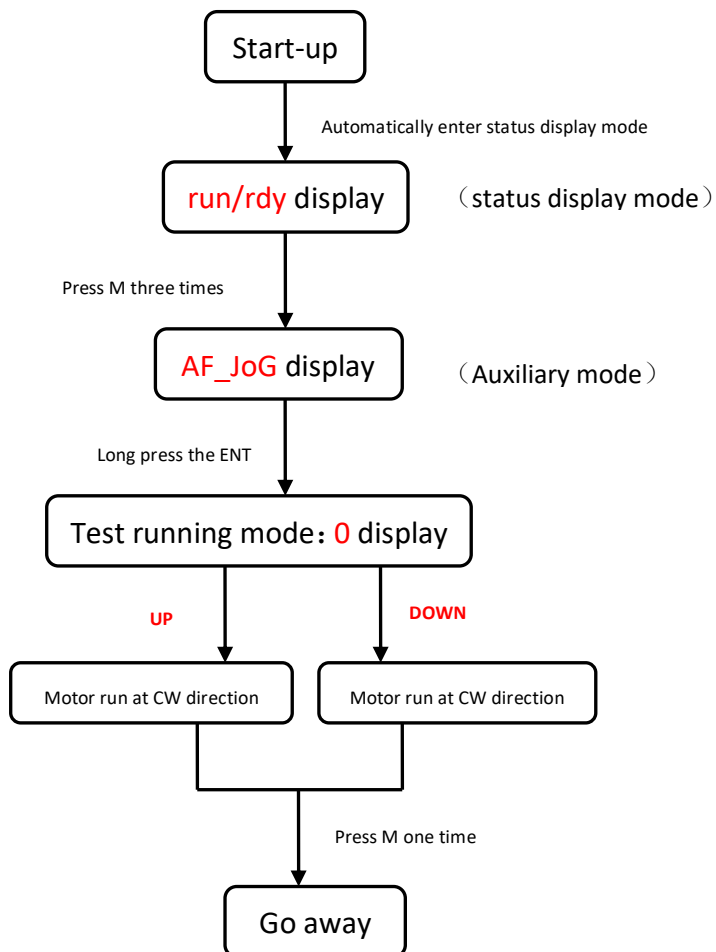 Start-up
Automatically enter status display mode
run/rdy display
（status display mode）
Press M three times
AF_JoG display
（Auxiliary mode）
Long press the ENT
Test running mode：0 display
UP
DOWN
Motor run at CW direction
Motor run at CW direction
Press M one time
Go away